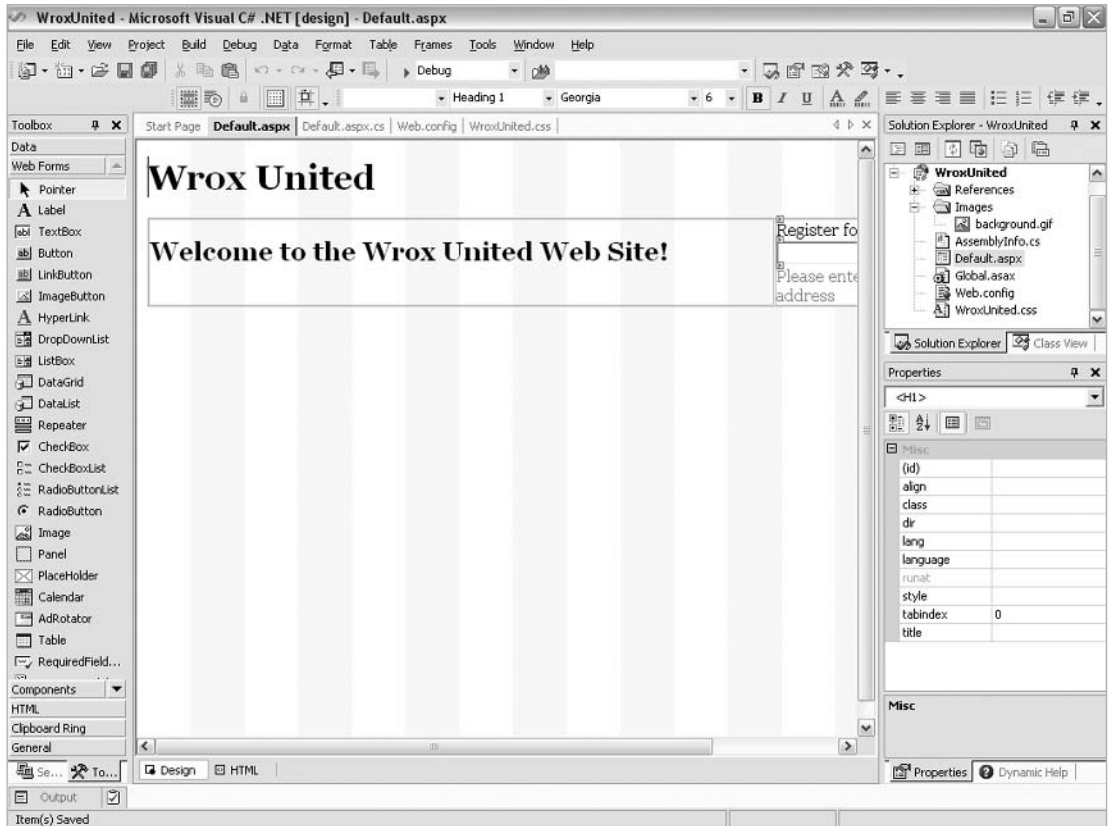 WroxUnited - Microsoft Visual C# .NET [design] - Default.aspx
File Edit View Project Build Debug Data Format Table Frames Tools Window Help
Debug
Heading 1 Georgia 6 B I U A
Toolbox
Data
Web Forms
Pointer
Label
TextBox
Button
LinkButton
ImageButton
HyperLink
DropDownList
ListBox
DataGrid
DataList
Repeater
CheckBox
CheckBoxList
RadioButtonList
RadioButton
Image
Panel
PlaceHolder
Calendar
AdRotator
Table
RequiredField...
Components
HTML
Clipboard Ring
General
Se... To...
Start Page Default.aspx Default.aspx.cs Web.config WroxUnited.css
Wrox United
Welcome to the Wrox United Web Site!
Register fo
Please ente
address
Design HTML
Solution Explorer - WroxUnited
WroxUnited
References
Images
background.gif
AssemblyInfo.cs
Default.aspx
Global.asax
Web.config
WroxUnited.css
Solution Explorer Class View
Properties
<H1>
Misc
(id)
align
class
dir
lang
language
runat
style
tabindex 0
title
Misc
Properties Dynamic Help
Output
Item(s) Saved